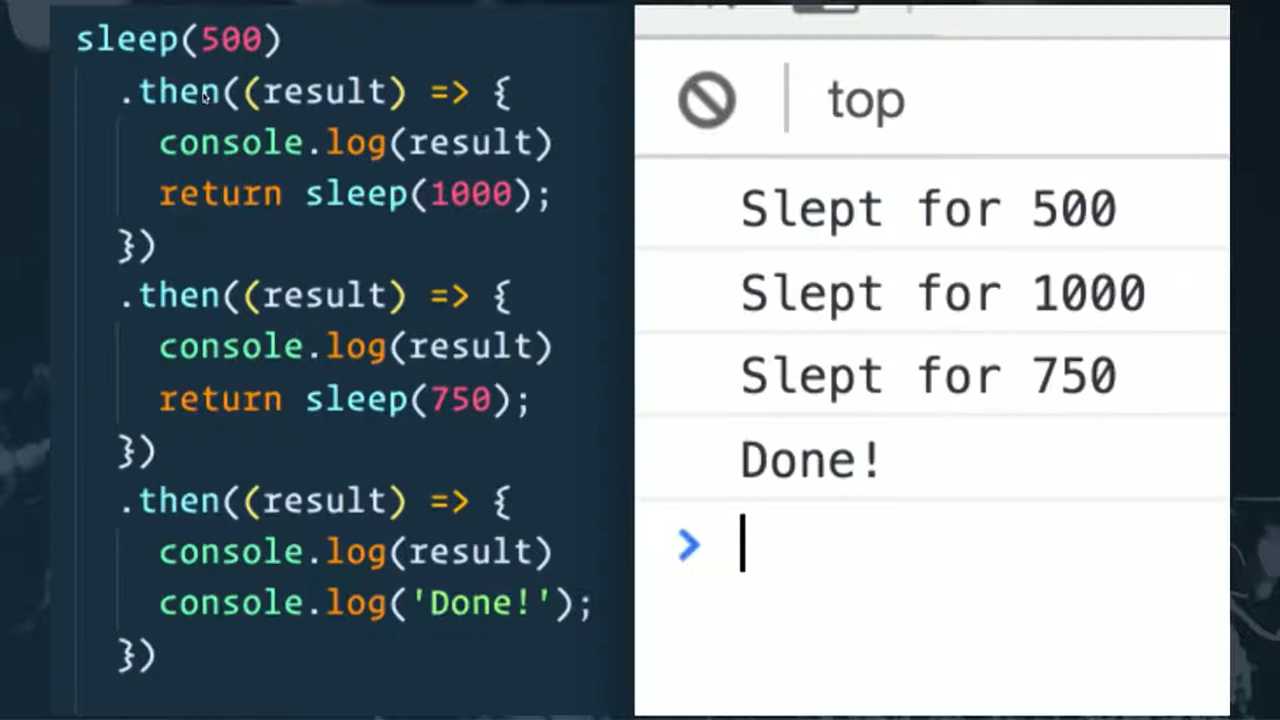 sleep(500)
.then((result) => {
console.log(result)
return sleep(1000);
})
.then((result) => {
console.log(result)
return sleep(750);
})
.then((result) => {
console.log(result)
console.log('Done!');
})
top
Slept for 500
Slept for 1000
Slept for 750
Done!